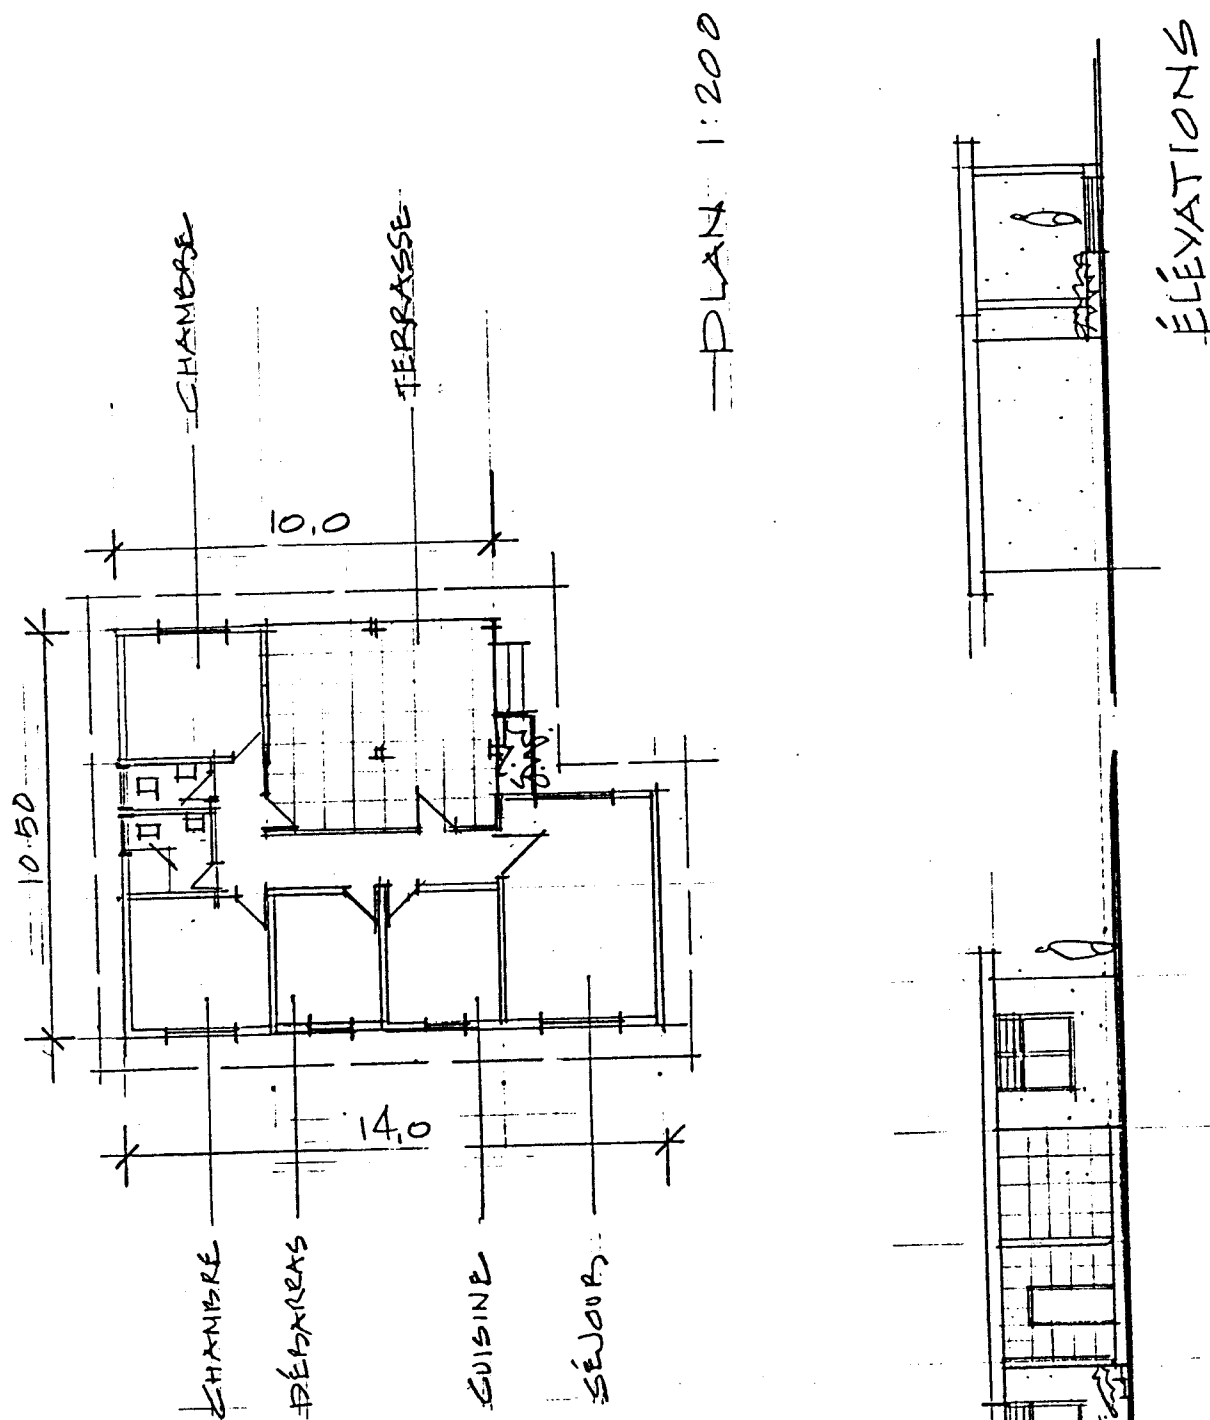 CHAMBRE
TERRASSE
10,0
10.50
14,0
CHAMBRE
DÉBARRAS
CUISINE
SÉJOUR
PLAN 1:200
ÉLÉVATIONS